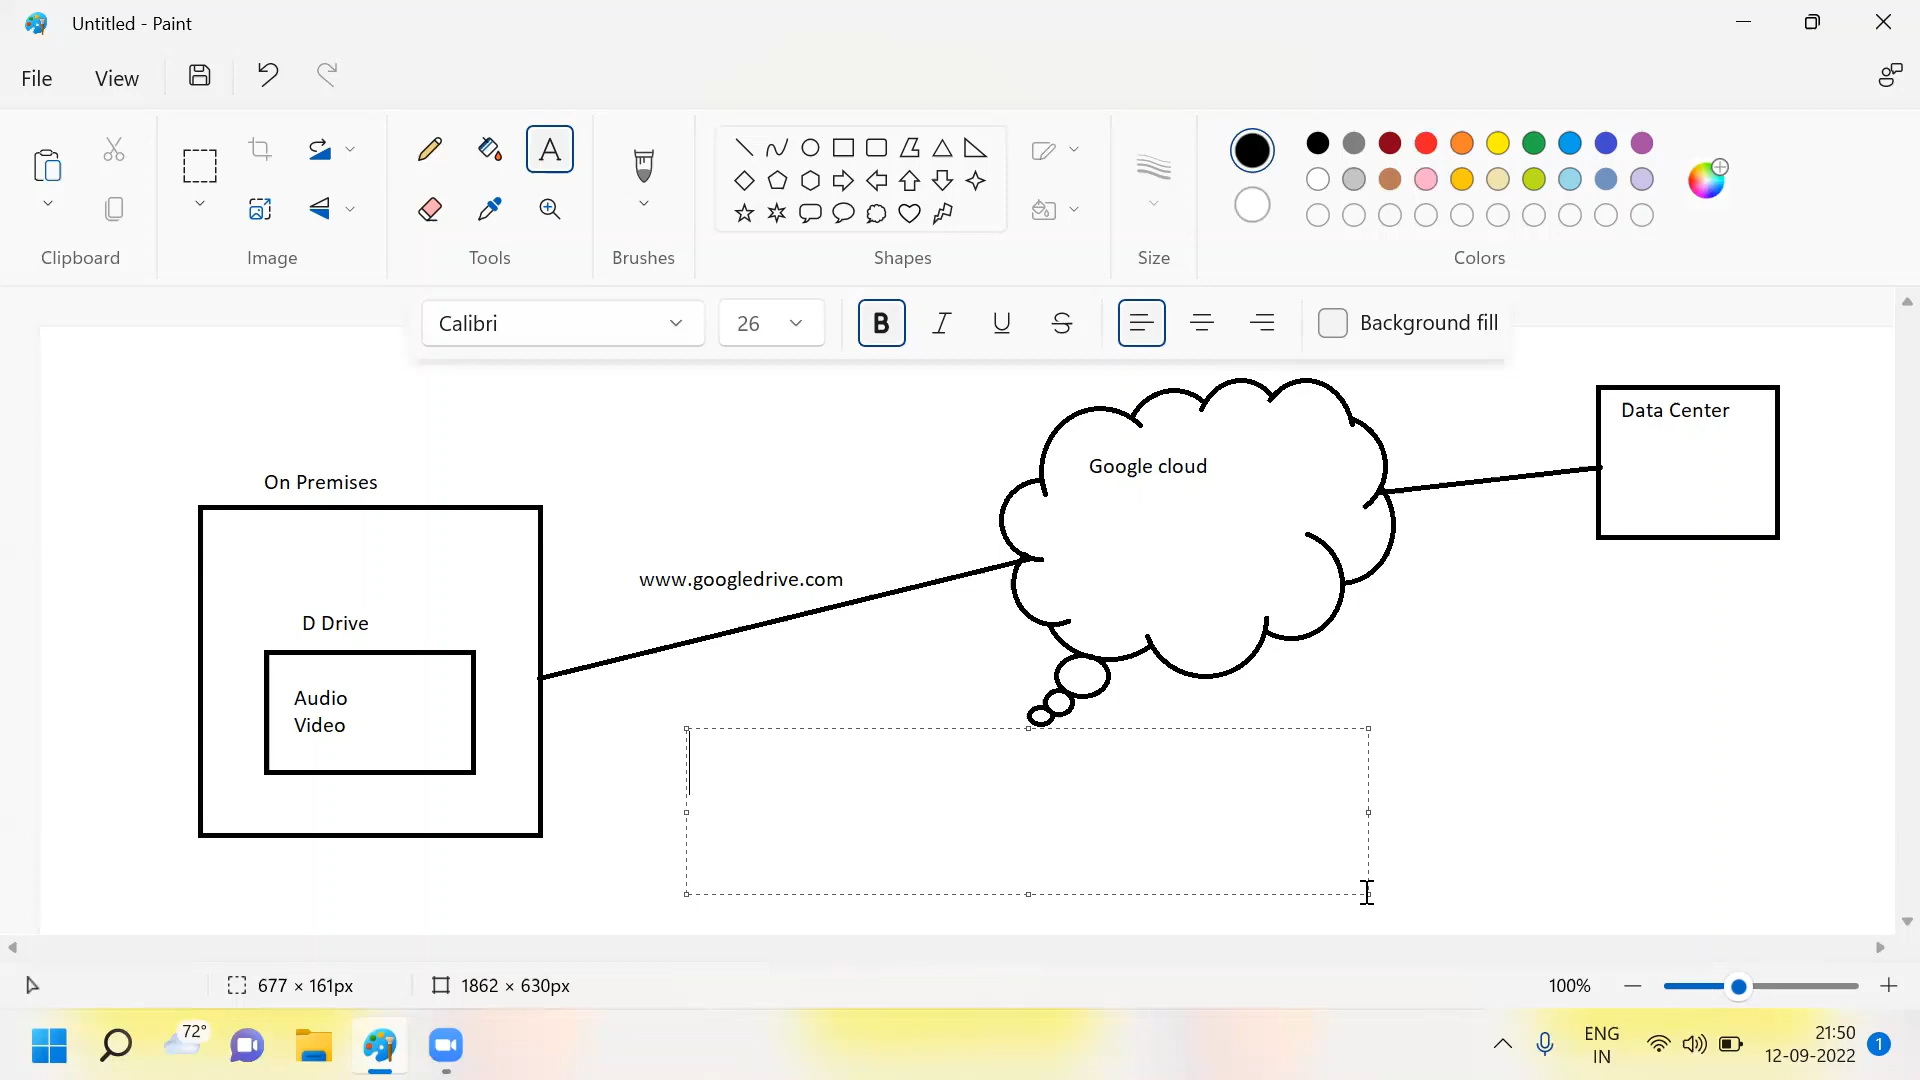 Untitled - Paint
File
View
Clipboard
Image
Tools
Brushes
Shapes
Size
Colors
Calibri
26
B
Background fill
Data Center
Google cloud
On Premises
www.googledrive.com
D Drive
Audio
Video
677 × 161px
1862 × 630px
100%
72°
ENG
IN
21:50
12-09-2022
1